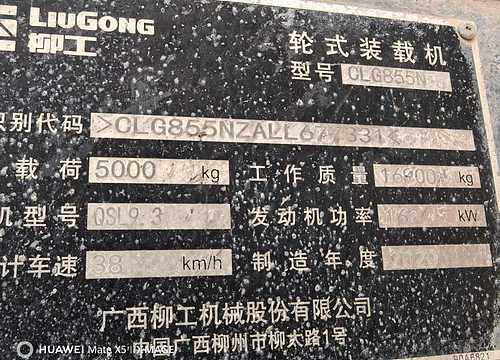 LIUGONG
柳工
轮式装载机
型号 CLG855N
识别代码 >CLG855NZALL67
载荷 5000 kg
工作质量 kg
机型号 QSL9.3
发动机功率 kW
计车速 38 km/h
制造年度
广西柳工机械股份有限公司
中国广西柳州市柳太路1号
HUAWEI Mate X5